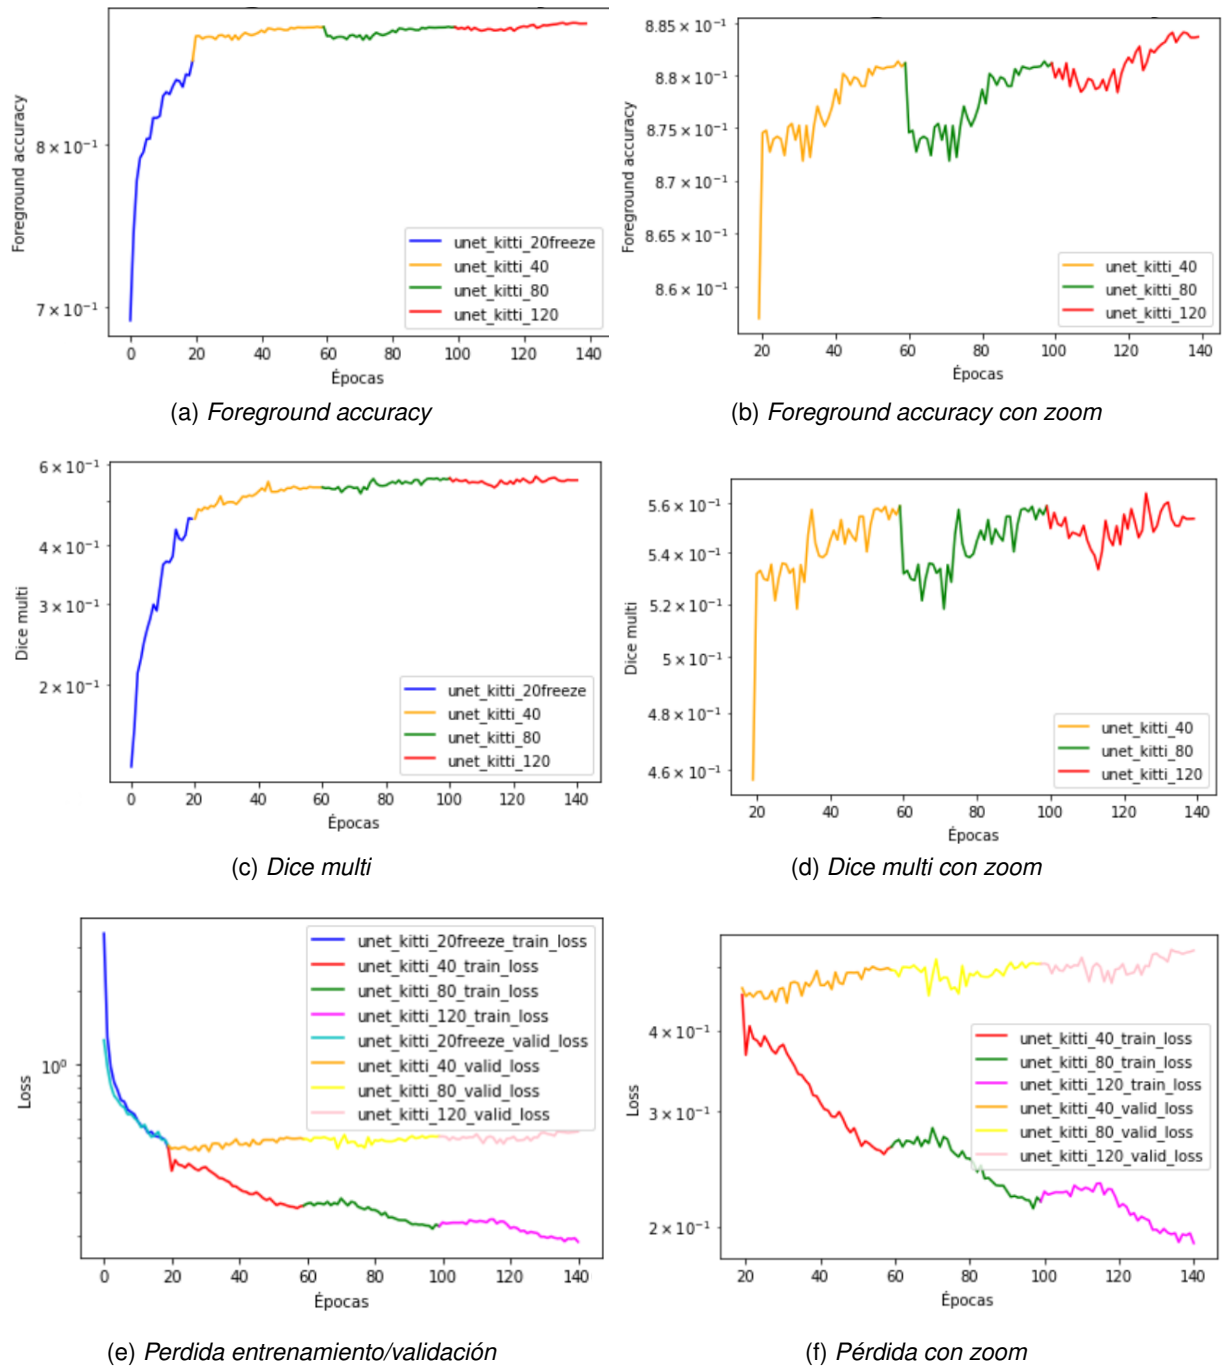 Foreground accuracy
8 × 10⁻¹
7 × 10⁻¹
unet_kitti_20freeze
unet_kitti_40
unet_kitti_80
unet_kitti_120
0 20 40 60 80 100 120 140
Épocas
(a) Foreground accuracy
Foreground accuracy
8.85 × 10⁻¹
8.8 × 10⁻¹
8.75 × 10⁻¹
8.7 × 10⁻¹
8.65 × 10⁻¹
8.6 × 10⁻¹
unet_kitti_40
unet_kitti_80
unet_kitti_120
20 40 60 80 100 120 140
Épocas
(b) Foreground accuracy con zoom
Dice multi
6 × 10⁻¹
4 × 10⁻¹
3 × 10⁻¹
2 × 10⁻¹
unet_kitti_20freeze
unet_kitti_40
unet_kitti_80
unet_kitti_120
0 20 40 60 80 100 120 140
Épocas
(c) Dice multi
Dice multi
5.6 × 10⁻¹
5.4 × 10⁻¹
5.2 × 10⁻¹
5 × 10⁻¹
4.8 × 10⁻¹
4.6 × 10⁻¹
unet_kitti_40
unet_kitti_80
unet_kitti_120
20 40 60 80 100 120 140
Épocas
(d) Dice multi con zoom
Loss
10⁰
unet_kitti_20freeze_train_loss
unet_kitti_40_train_loss
unet_kitti_80_train_loss
unet_kitti_120_train_loss
unet_kitti_20freeze_valid_loss
unet_kitti_40_valid_loss
unet_kitti_80_valid_loss
unet_kitti_120_valid_loss
0 20 40 60 80 100 120 140
Épocas
(e) Perdida entrenamiento/validación
Loss
4 × 10⁻¹
3 × 10⁻¹
2 × 10⁻¹
unet_kitti_40_train_loss
unet_kitti_80_train_loss
unet_kitti_120_train_loss
unet_kitti_40_valid_loss
unet_kitti_80_valid_loss
unet_kitti_120_valid_loss
20 40 60 80 100 120 140
Épocas
(f) Pérdida con zoom